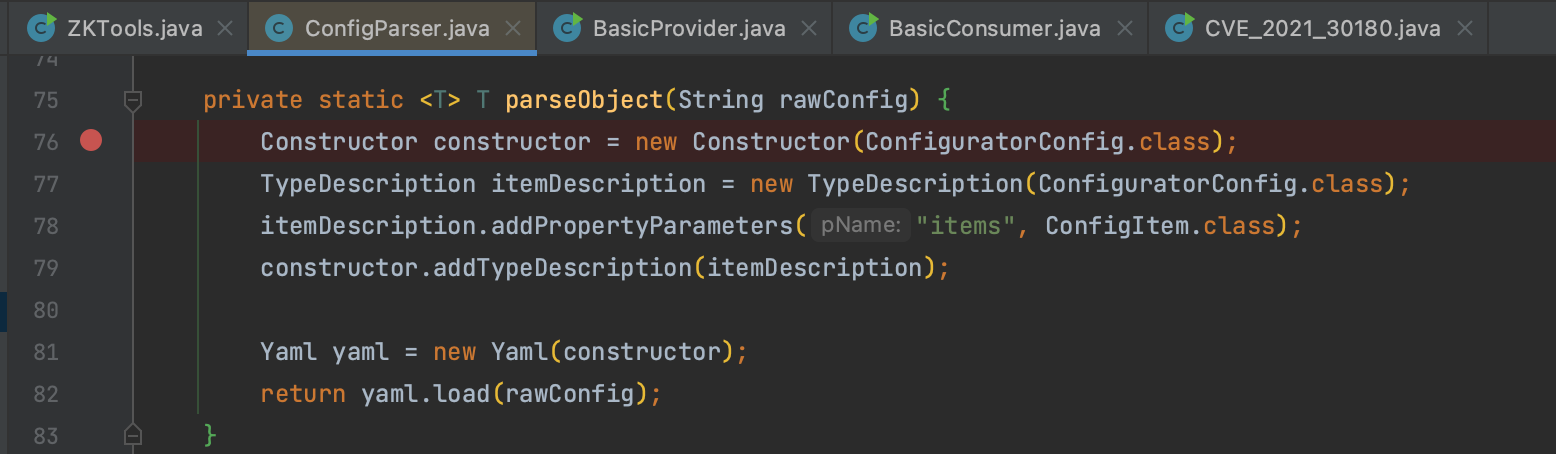 ZKTools.java ConfigParser.java BasicProvider.java BasicConsumer.java CVE_2021_30180.java
74
75 private static <T> T parseObject(String rawConfig) {
76 Constructor constructor = new Constructor(ConfiguratorConfig.class);
77 TypeDescription itemDescription = new TypeDescription(ConfiguratorConfig.class);
78 itemDescription.addPropertyParameters( pName: "items", ConfigItem.class);
79 constructor.addTypeDescription(itemDescription);
80
81 Yaml yaml = new Yaml(constructor);
82 return yaml.load(rawConfig);
83 }